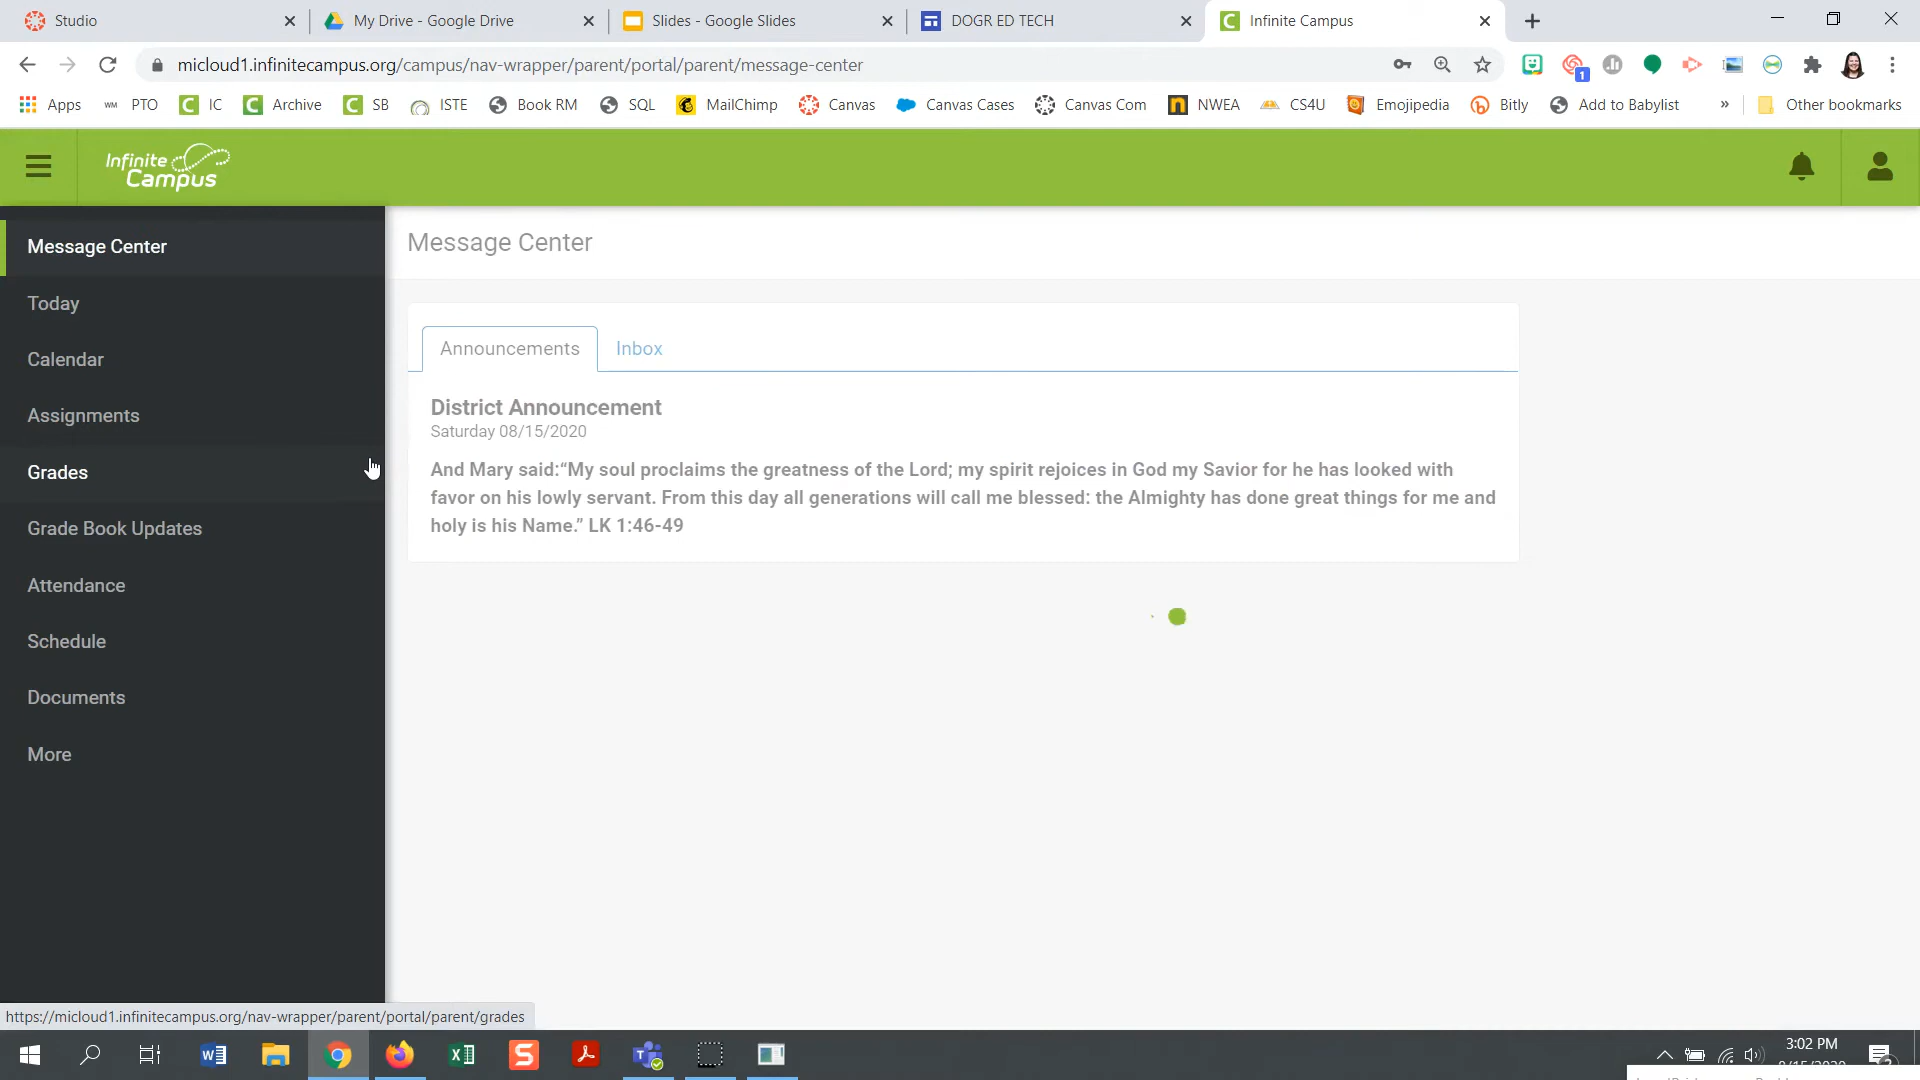 Studio
My Drive - Google Drive
Slides - Google Slides
DOGR ED TECH
Infinite Campus
micloud1.infinitecampus.org/campus/nav-wrapper/parent/portal/parent/message-center
1
Apps
WM PTO
C IC
C Archive
C SB
ISTE
Book RM
SQL
MailChimp
Canvas
Canvas Cases
Canvas Com
NWEA
CS4U
Emojipedia
Bitly
Add to Babylist
»
Other bookmarks
Infinite
Campus
Message Center
Today
Calendar
Assignments
Grades
Grade Book Updates
Attendance
Schedule
Documents
More
Message Center
Announcements
Inbox
District Announcement
Saturday 08/15/2020
And Mary said:“My soul proclaims the greatness of the Lord; my spirit rejoices in God my Savior for he has looked with
favor on his lowly servant. From this day all generations will call me blessed: the Almighty has done great things for me and
holy is his Name.” LK 1:46-49
https://micloud1.infinitecampus.org/nav-wrapper/parent/portal/parent/grades
3:02 PM
8/15/2020